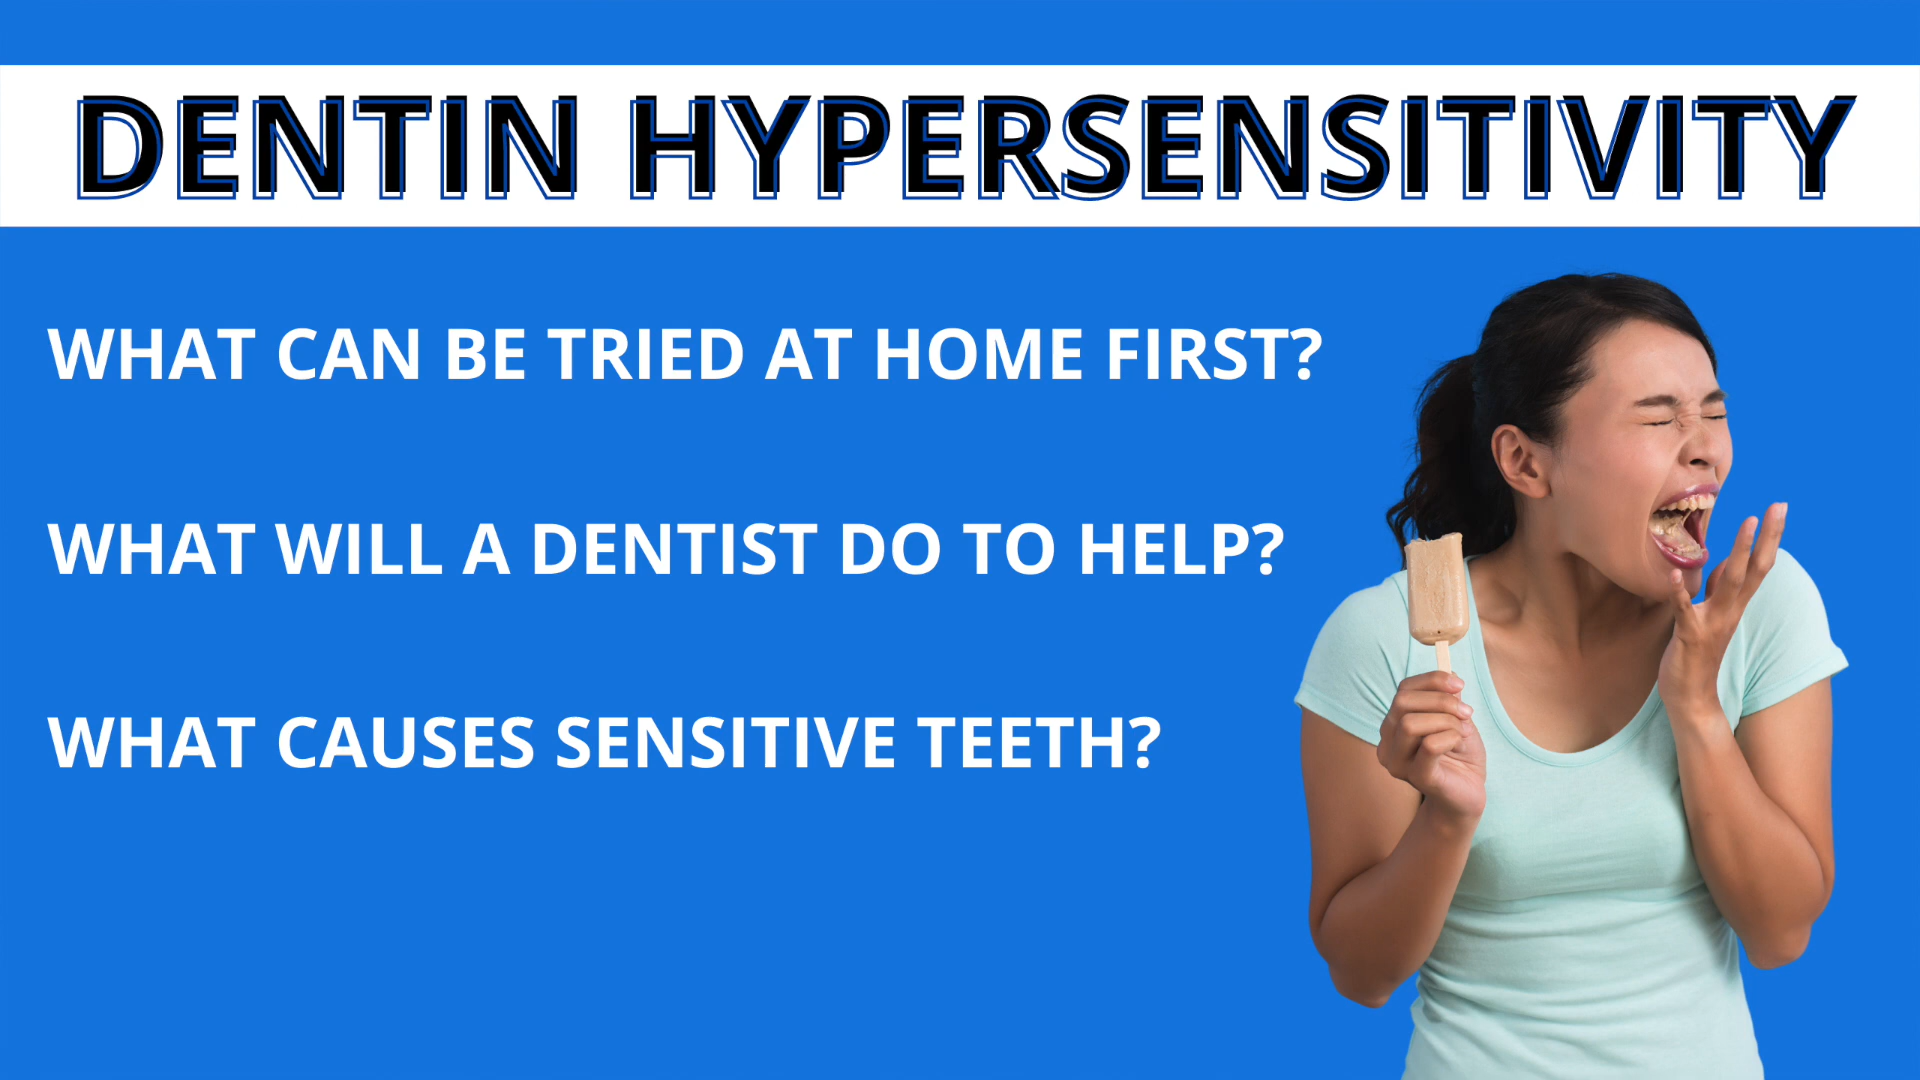 DENTIN HYPERSENSITIVITY
WHAT CAN BE TRIED AT HOME FIRST?
WHAT WILL A DENTIST DO TO HELP?
WHAT CAUSES SENSITIVE TEETH?